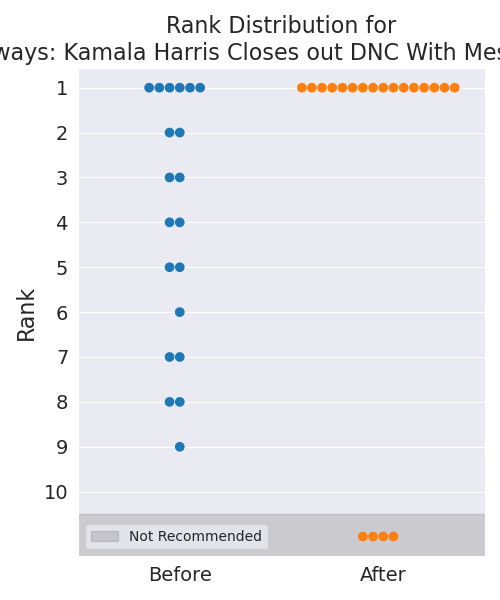 Rank Distribution for
ways: Kamala Harris Closes out DNC With Mes
1
2
3
4
5
6
7
8
9
10
Rank
Not Recommended
Before
After